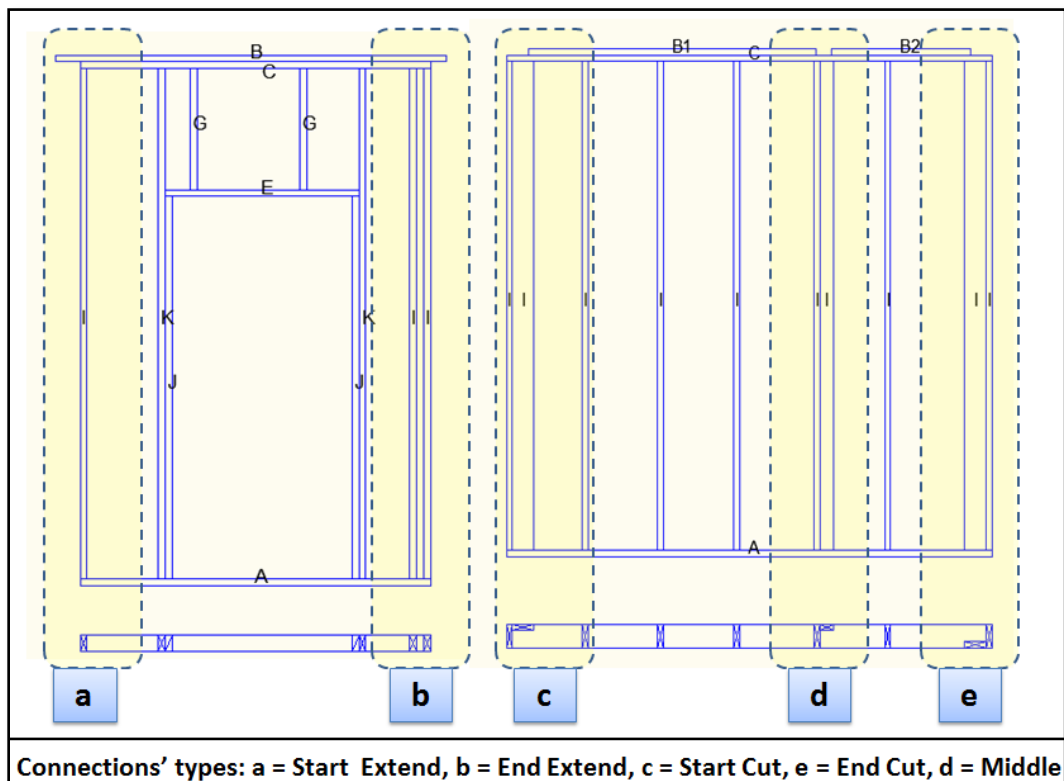 B
C
G G
E
I K K I I
J J
A
B1 B2
C
I I I I I I I I I I
A
a b c d e
Connections' types: a = Start Extend, b = End Extend, c = Start Cut, e = End Cut, d = Middle